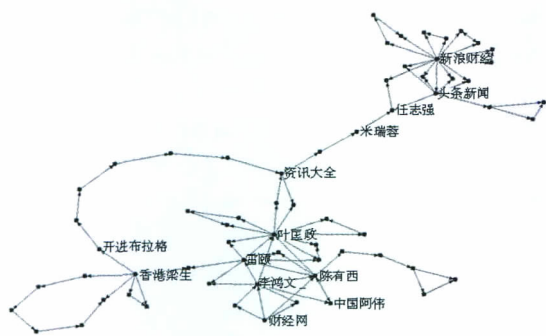 新浪财经
头条新闻
任志强
米瑞蓉
资讯大全
叶匡政
开进布拉格
雷颐
香港梁生
陈有西
李鸿文_
中国阿伟
财经网